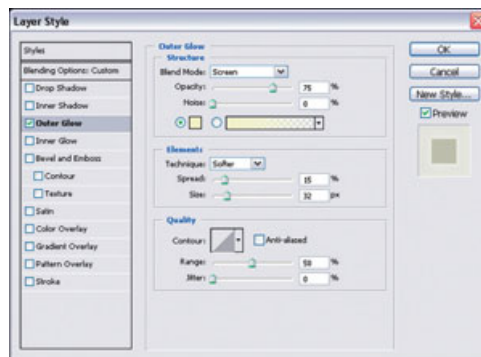 Layer Style
Styles
Blending Options: Custom
Drop Shadow
Inner Shadow
Outer Glow
Inner Glow
Bevel and Emboss
Contour
Texture
Satin
Color Overlay
Gradient Overlay
Pattern Overlay
Stroke
Outer Glow
Structure
Blend Mode: Screen
Opacity: 75 %
Noise: 0 %
Elements
Technique: Softer
Spread: 15 %
Size: 32 px
Quality
Contour: Anti-aliased
Range: 50 %
Jitter: 0 %
OK
Cancel
New Style...
Preview